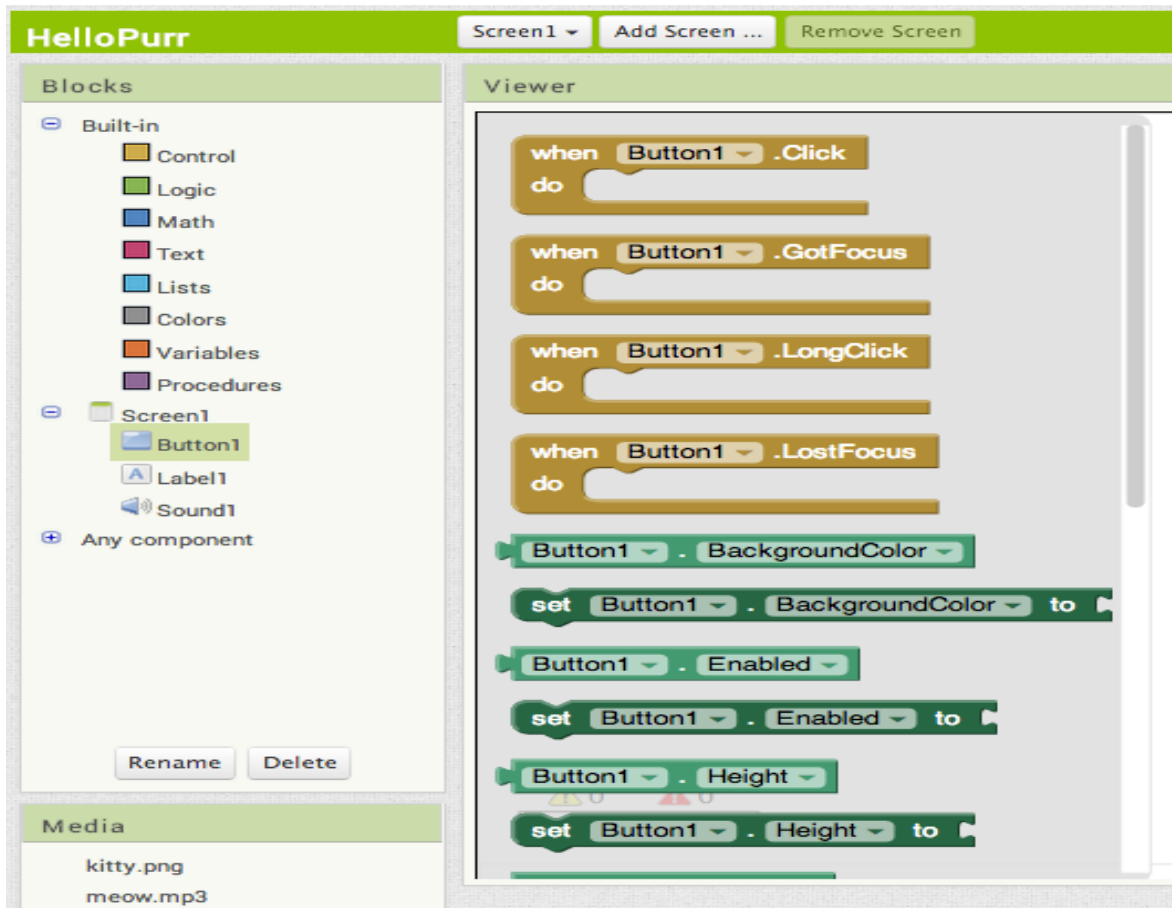 HelloPurr
Screen1
Add Screen ...
Remove Screen
Blocks
Built-in
Control
Logic
Math
Text
Lists
Colors
Variables
Procedures
Screen1
Button1
Label1
Sound1
Any component
Rename
Delete
Media
kitty.png
meow.mp3
Viewer
when Button1 .Click
do
when Button1 .GotFocus
do
when Button1 .LongClick
do
when Button1 .LostFocus
do
Button1 . BackgroundColor
set Button1 . BackgroundColor to
Button1 . Enabled
set Button1 . Enabled to
Button1 . Height
0 0
set Button1 . Height to